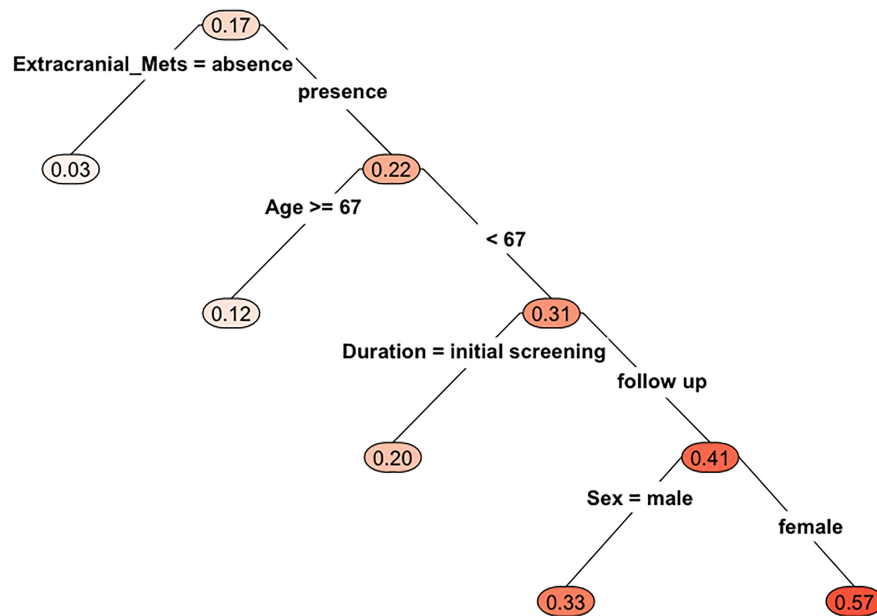 0.17
Extracranial_Mets = absence
presence
0.03
0.22
Age >= 67
< 67
0.12
0.31
Duration = initial screening
follow up
0.20
0.41
Sex = male
female
0.33
0.57